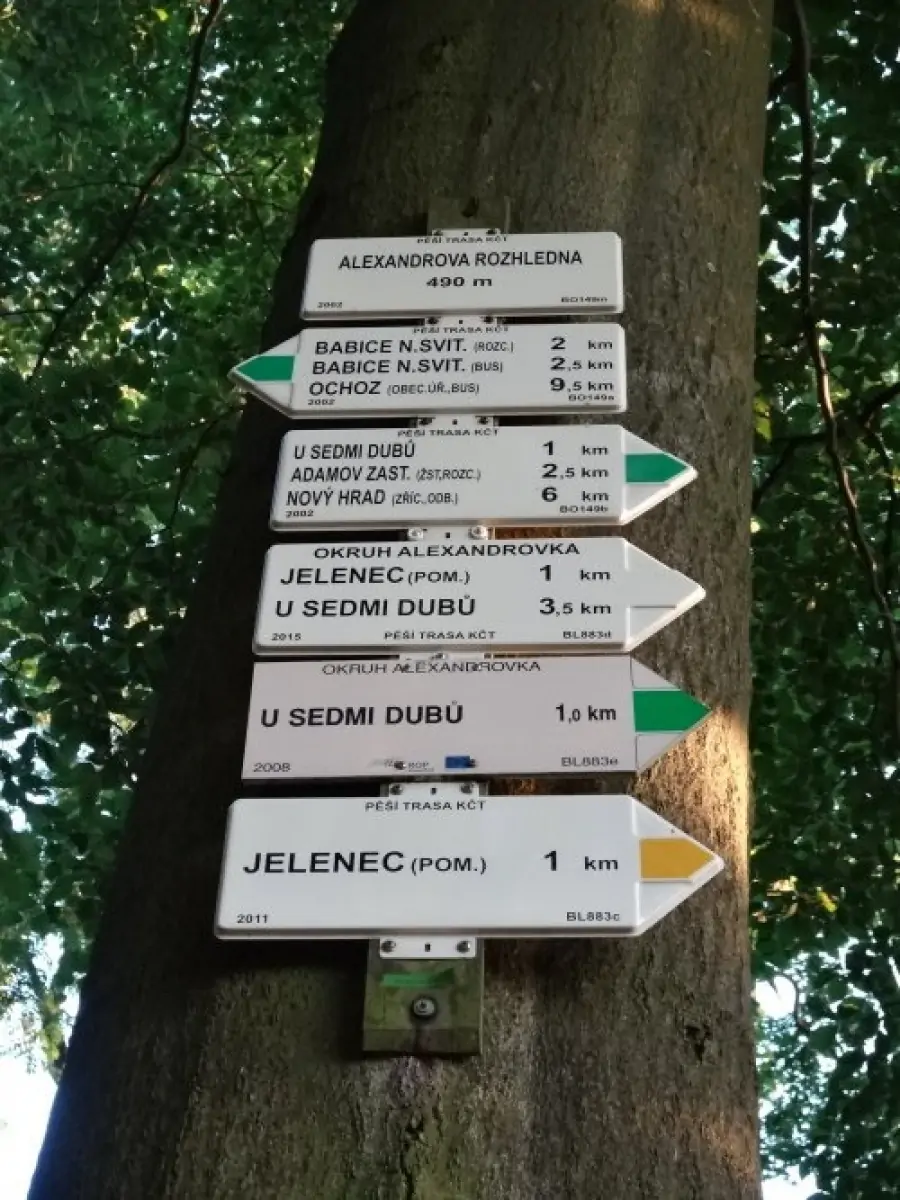 PĚŠÍ TRASA KČT
ALEXANDROVA ROZHLEDNA
490 m
2002 BO149m
PĚŠÍ TRASA KČT
BABICE N.SVIT. (ROZC.) 2 km
BABICE N.SVIT. (BUS) 2,5 km
OCHOZ (OBEC.ÚŘ.,BUS) 9,5 km
2002 BO149a
PĚŠÍ TRASA KČT
U SEDMI DUBŮ 1 km
ADAMOV ZAST. (ŽST,ROZC.) 2,5 km
NOVÝ HRAD (ZŘÍC.,ODB.) 6 km
2002 BO149b
OKRUH ALEXANDROVKA
JELENEC (POM.) 1 km
U SEDMI DUBŮ 3,5 km
2015 PĚŠÍ TRASA KČT BL883d
OKRUH ALEXANDROVKA
U SEDMI DUBŮ 1,0 km
2008 ROP BL883e
PĚŠÍ TRASA KČT
JELENEC (POM.) 1 km
2011 BL883c